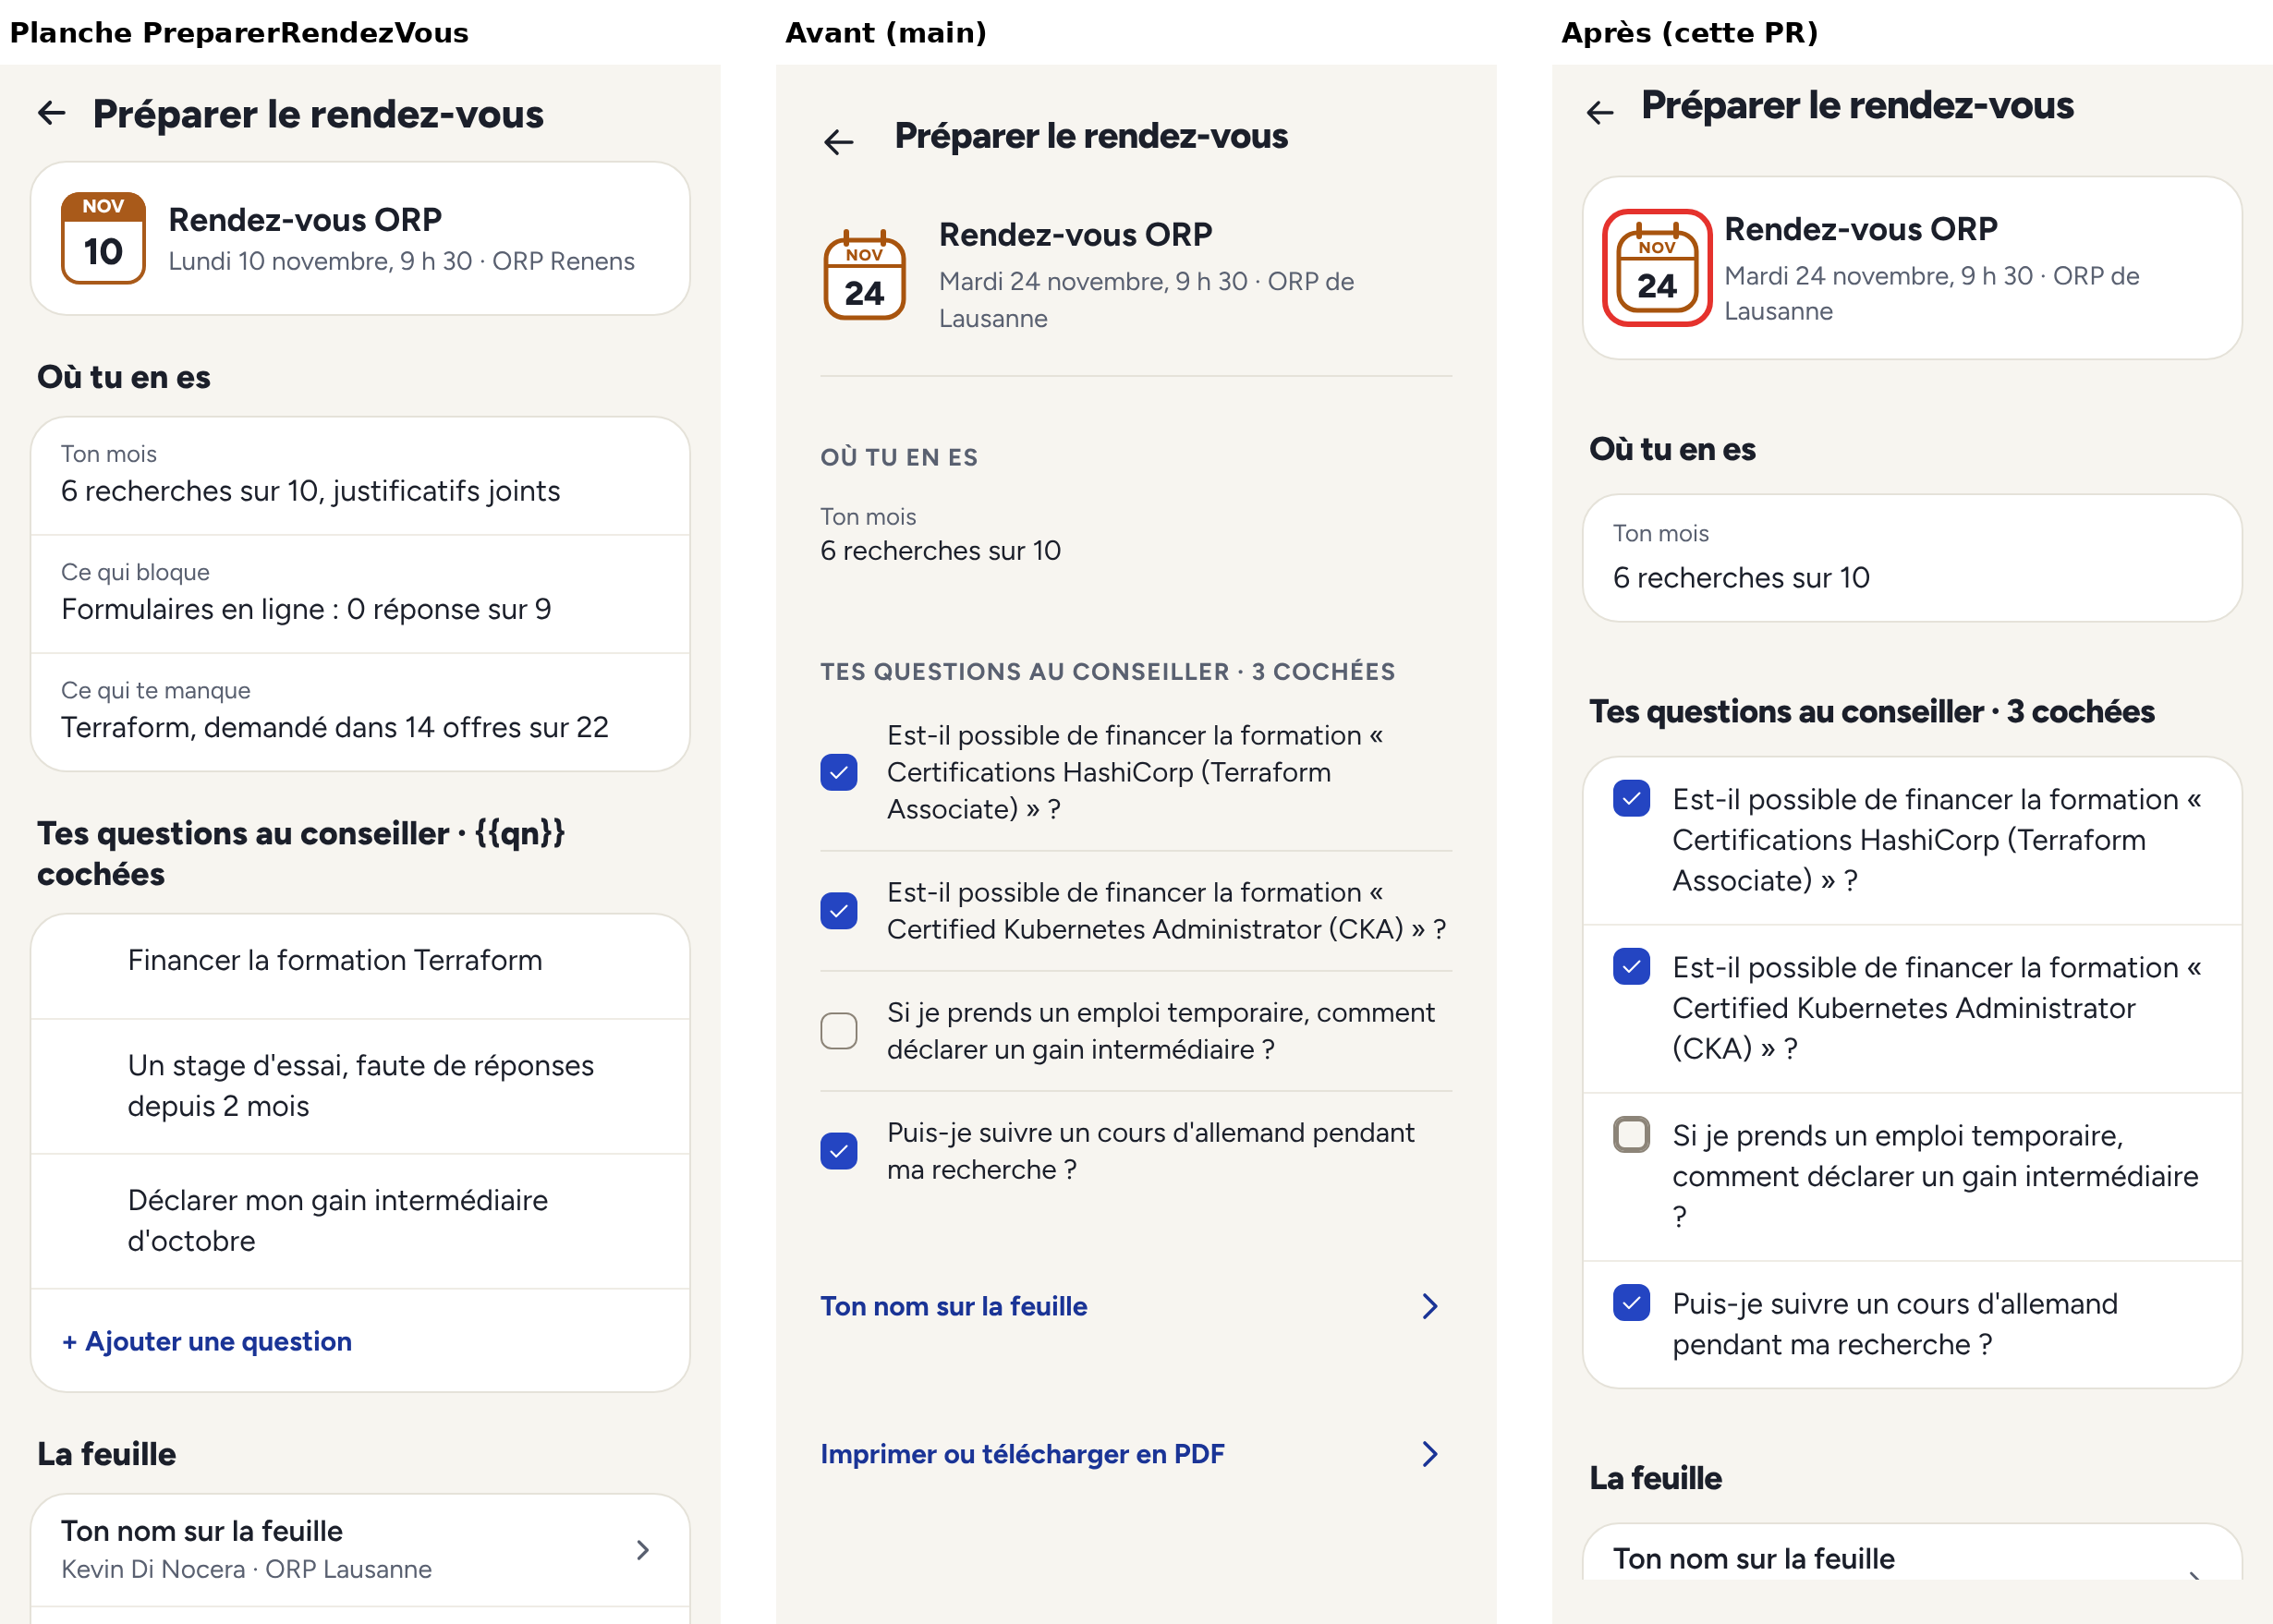 Planche PreparerRendezVous
Préparer le rendez-vous
NOV
10
Rendez-vous ORP
Lundi 10 novembre, 9 h 30 · ORP Renens
Où tu en es
Ton mois
6 recherches sur 10, justificatifs joints
Ce qui bloque
Formulaires en ligne : 0 réponse sur 9
Ce qui te manque
Terraform, demandé dans 14 offres sur 22
Tes questions au conseiller · {{qn}}
cochées
Financer la formation Terraform
Un stage d'essai, faute de réponses
depuis 2 mois
Déclarer mon gain intermédiaire
d'octobre
+ Ajouter une question
La feuille
Ton nom sur la feuille
Kevin Di Nocera · ORP Lausanne
Avant (main)
Préparer le rendez-vous
NOV
24
Rendez-vous ORP
Mardi 24 novembre, 9 h 30 · ORP de
Lausanne
OÙ TU EN ES
Ton mois
6 recherches sur 10
TES QUESTIONS AU CONSEILLER · 3 COCHÉES
Est-il possible de financer la formation «
Certifications HashiCorp (Terraform
Associate) » ?
Est-il possible de financer la formation «
Certified Kubernetes Administrator (CKA) » ?
Si je prends un emploi temporaire, comment
déclarer un gain intermédiaire ?
Puis-je suivre un cours d'allemand pendant
ma recherche ?
Ton nom sur la feuille
Imprimer ou télécharger en PDF
Après (cette PR)
Préparer le rendez-vous
NOV
24
Rendez-vous ORP
Mardi 24 novembre, 9 h 30 · ORP de
Lausanne
Où tu en es
Ton mois
6 recherches sur 10
Tes questions au conseiller · 3 cochées
Est-il possible de financer la formation «
Certifications HashiCorp (Terraform
Associate) » ?
Est-il possible de financer la formation «
Certified Kubernetes Administrator
(CKA) » ?
Si je prends un emploi temporaire,
comment déclarer un gain intermédiaire
?
Puis-je suivre un cours d'allemand
pendant ma recherche ?
La feuille
Ton nom sur la feuille